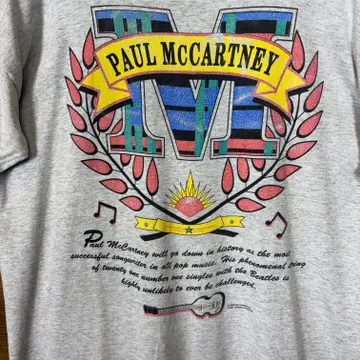 M
PAUL MCCARTNEY
Paul McCartney will go down in history as the most
successful songwriter in all pop music. His phenomenal string
of twenty one number one singles with the Beatles is
highly unlikely to ever be challenged.